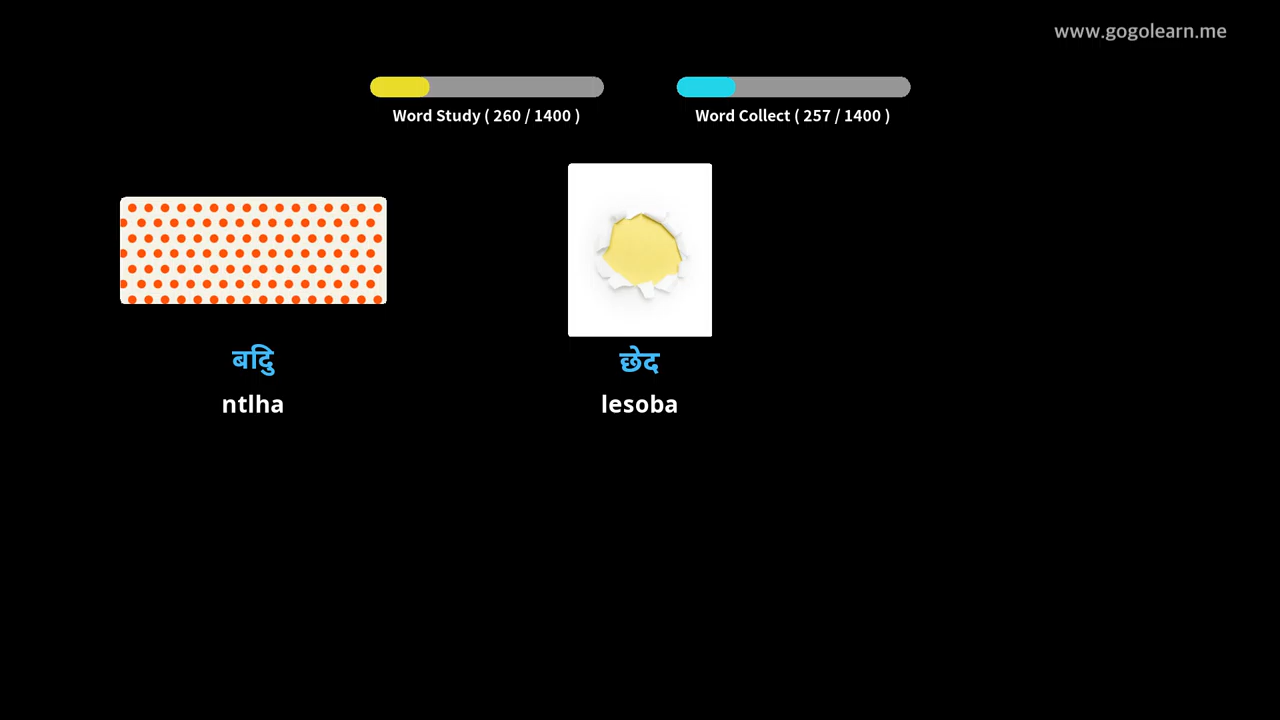 www.gogolearn.me
Word Study ( 260 / 1400 )
Word Collect ( 257 / 1400 )
बिंदु
छेद
ntlha
lesoba